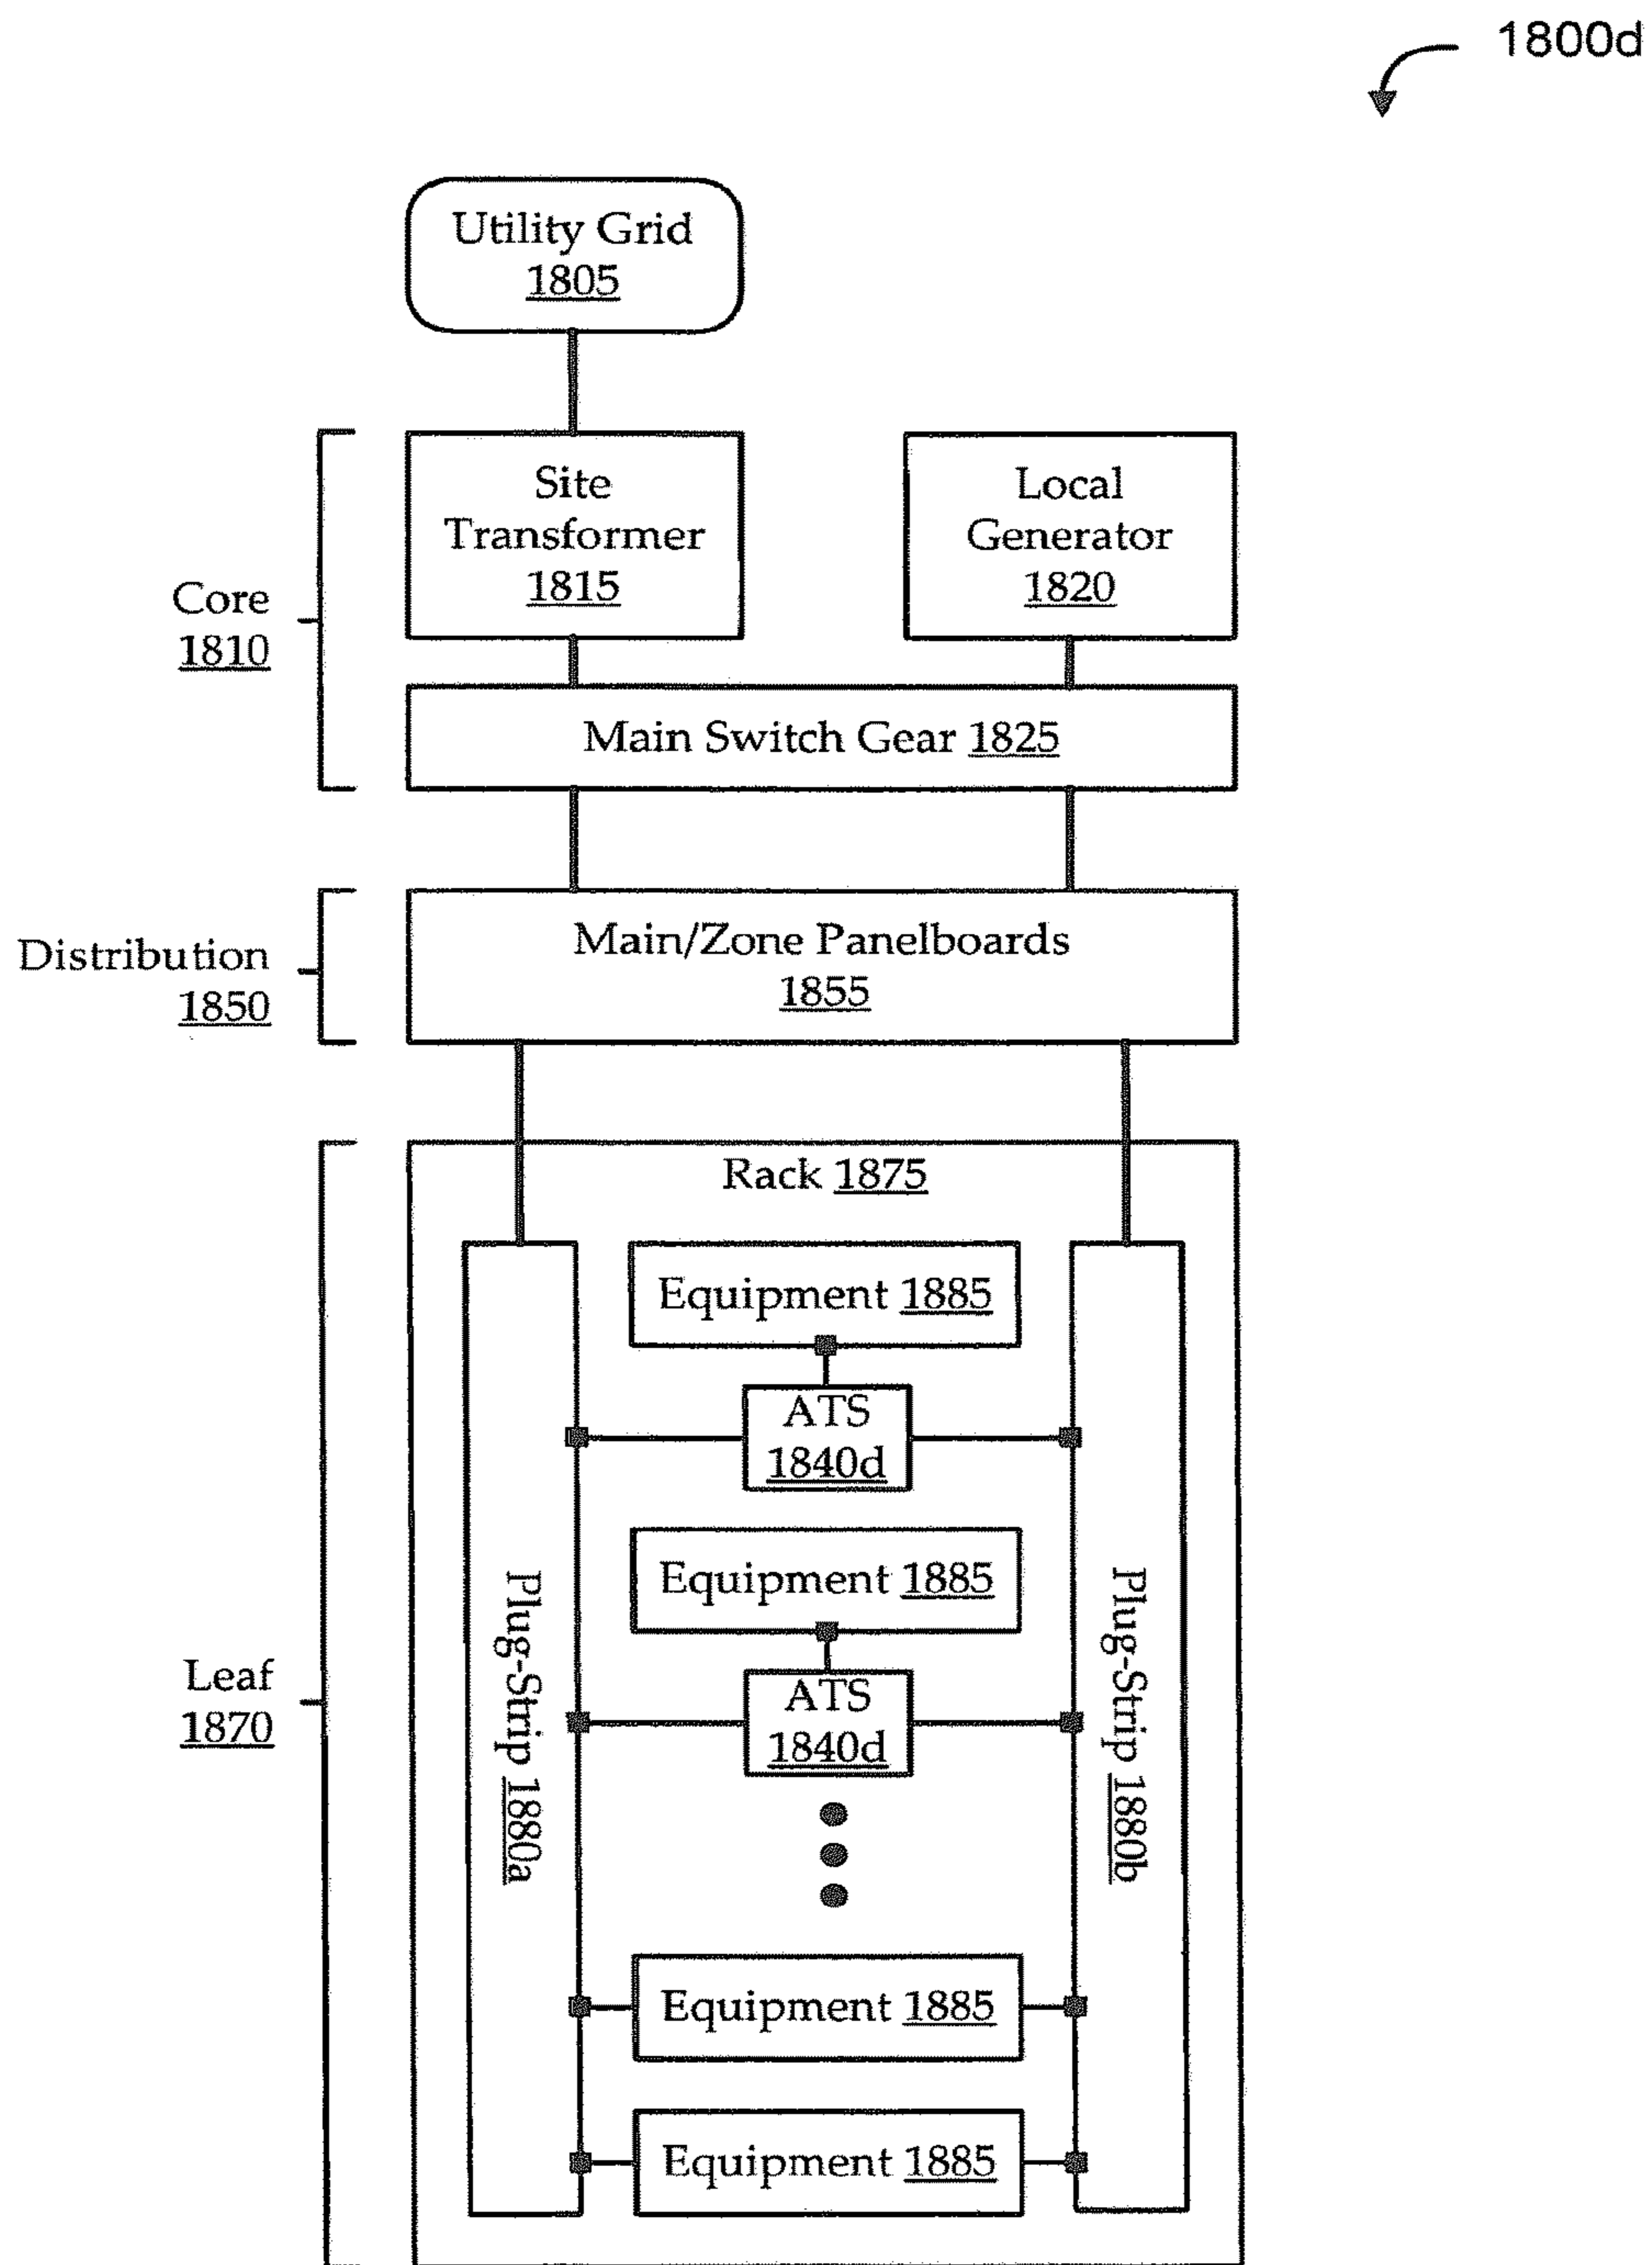 1800d
Utility Grid
1805
Site
Transformer
1815
Local
Generator
1820
Core
1810
Main Switch Gear 1825
Distribution
1850
Main/Zone Panelboards
1855
Leaf
1870
Rack 1875
Plug-Strip 1880a
Equipment 1885
ATS
1840d
Equipment 1885
ATS
1840d
Equipment 1885
Equipment 1885
Plug-Strip 1880b